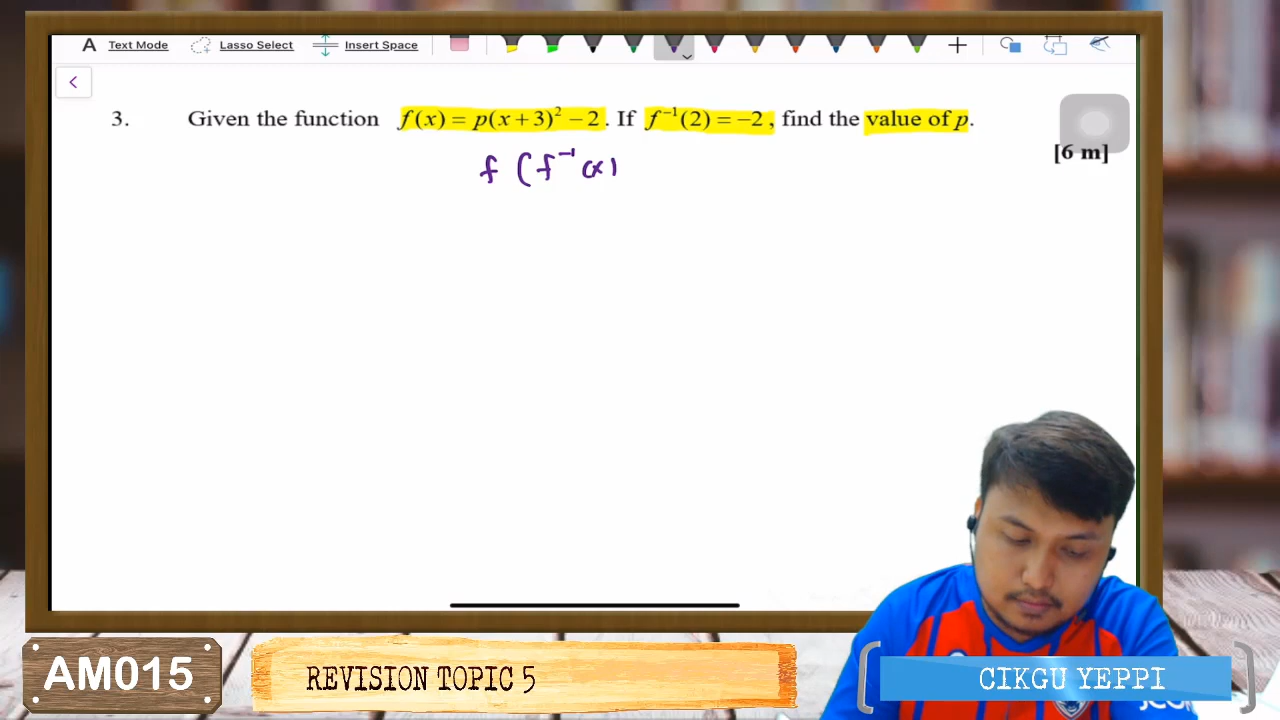 A Text Mode Lasso Select Insert Space
3. Given the function f(x) = p(x+3)² − 2. If f⁻¹(2) = −2, find the value of p.
[6 m]
f (f⁻¹(x)
AM015
REVISION TOPIC 5
CIKGU YEPPI